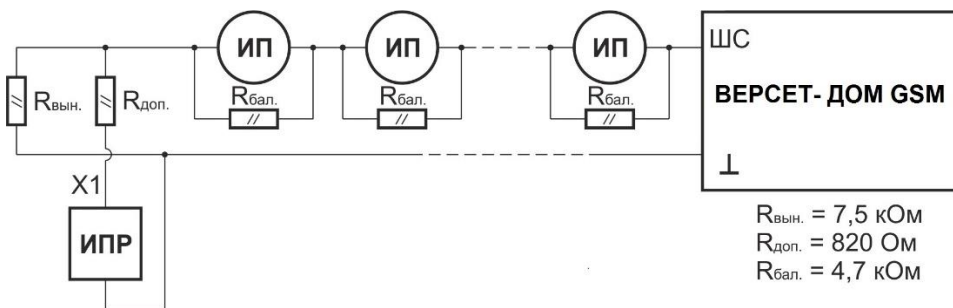 ИП
ИП
ИП
ШС
ВЕРСЕТ- ДОМ GSM
Rвын.
Rдоп.
Rбал.
Rбал.
Rбал.
⊥
X1
ИПР
Rвын. = 7,5 кОм
Rдоп. = 820 Ом
Rбал. = 4,7 кОм